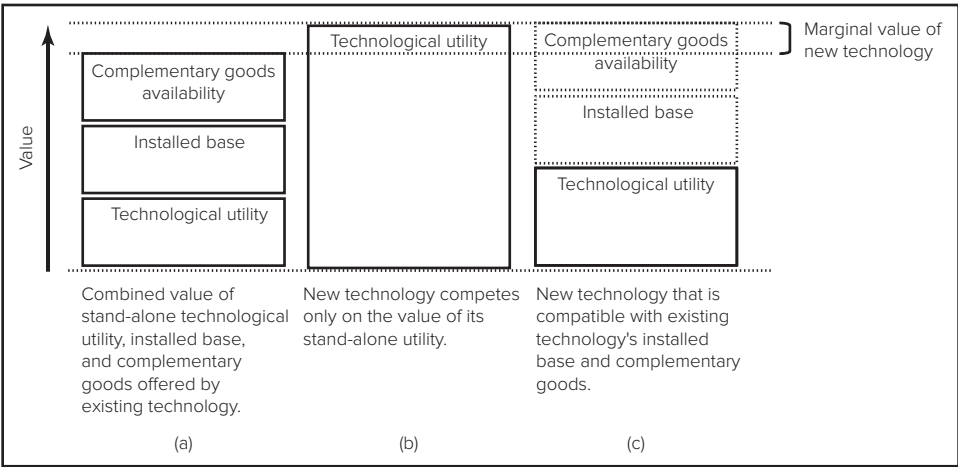 Value
Complementary goods
availability
Installed base
Technological utility
Combined value of
stand-alone technological
utility, installed base,
and complementary
goods offered by
existing technology.
(a)
Technological utility
New technology competes
only on the value of its
stand-alone utility.
(b)
Complementary goods
availability
Installed base
Technological utility
New technology that is
compatible with existing
technology's installed
base and complementary
goods.
(c)
Marginal value of
new technology